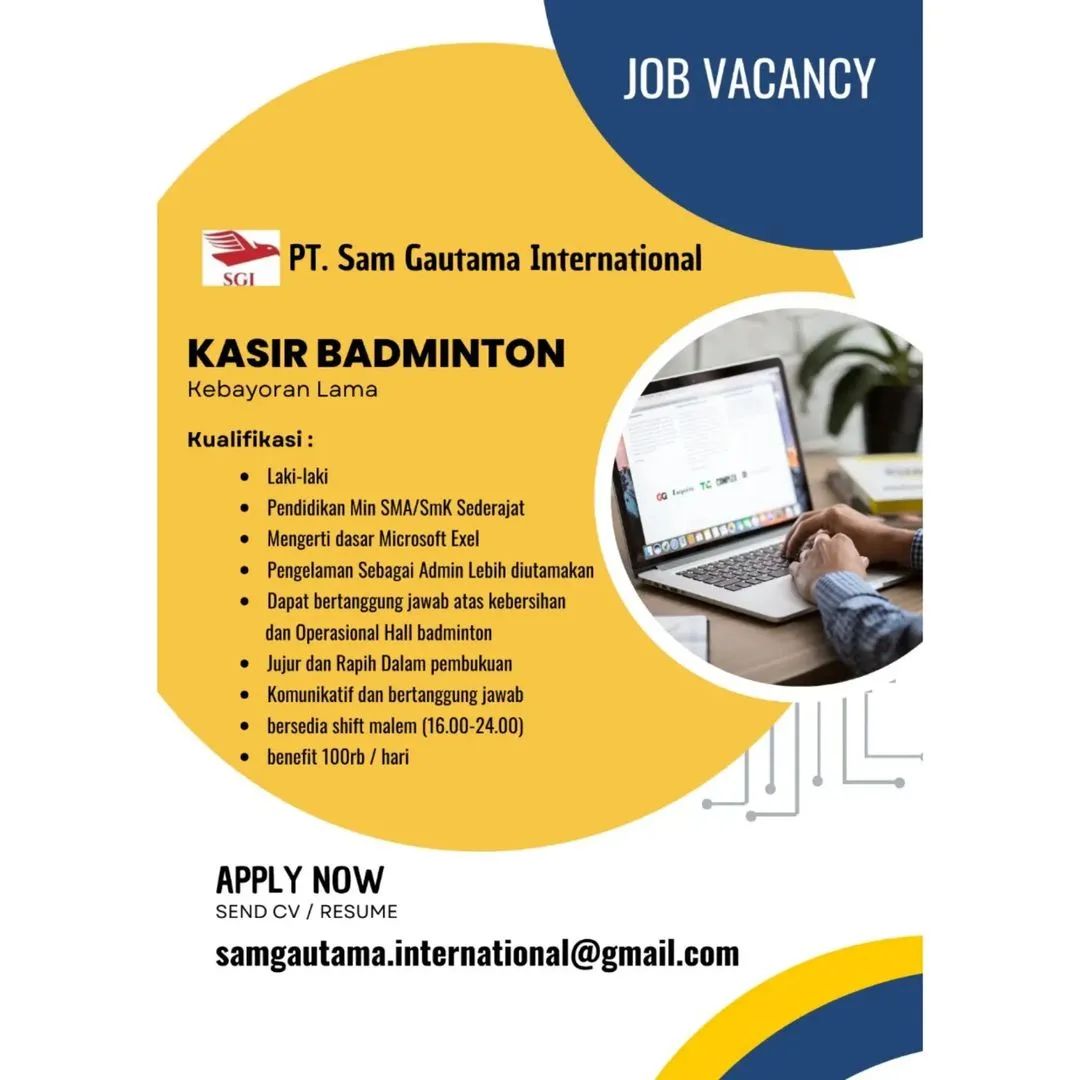 JOB VACANCY
SGI
PT. Sam Gautama International
KASIR BADMINTON
Kebayoran Lama
Kualifikasi :
• Laki-laki
• Pendidikan Min SMA/SmK Sederajat
• Mengerti dasar Microsoft Exel
• Pengelaman Sebagai Admin Lebih diutamakan
• Dapat bertanggung jawab atas kebersihan
dan Operasional Hall badminton
• Jujur dan Rapih Dalam pembukuan
• Komunikatif dan bertanggung jawab
• bersedia shift malem (16.00-24.00)
• benefit 100rb / hari
APPLY NOW
SEND CV / RESUME
samgautama.international@gmail.com